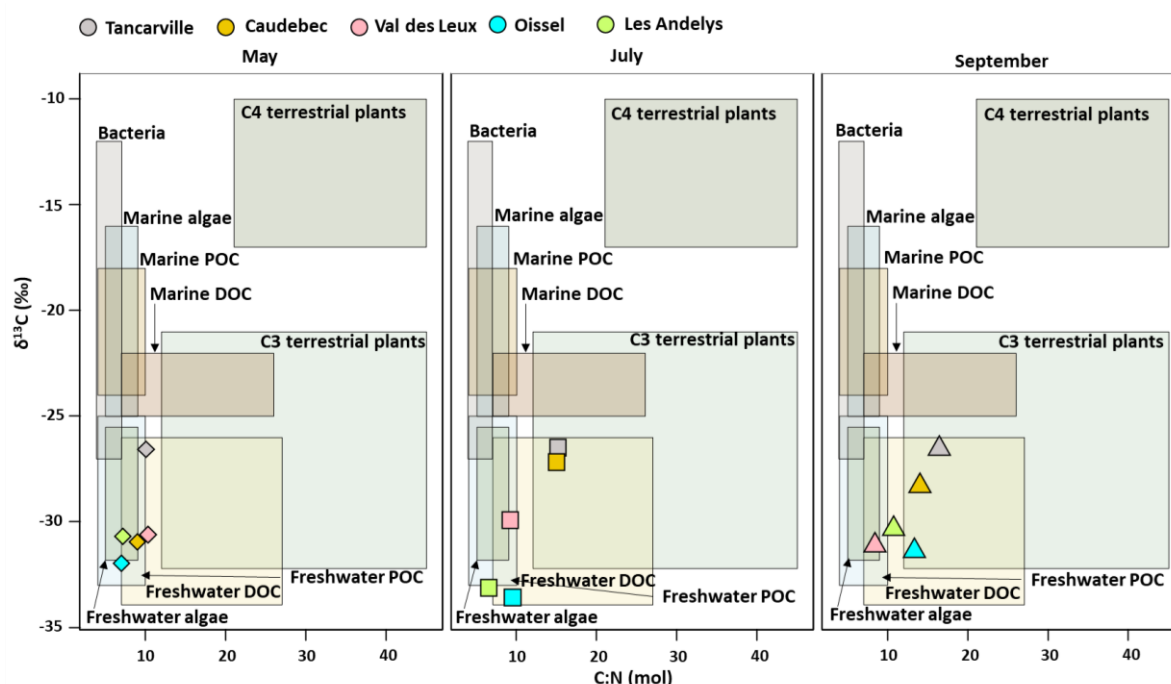 Tancarville Caudebec Val des Leux Oissel Les Andelys
May July September
δ¹³C (‰)
-10
-15
-20
-25
-30
-35
C4 terrestrial plants
Bacteria
Marine algae
Marine POC
Marine DOC
C3 terrestrial plants
Freshwater POC
Freshwater DOC
Freshwater algae
10 20 30 40
C4 terrestrial plants
Bacteria
Marine algae
Marine POC
Marine DOC
C3 terrestrial plants
Freshwater DOC
Freshwater POC
Freshwater algae
10 20 30 40
C4 terrestrial plants
Bacteria
Marine algae
Marine POC
Marine DOC
C3 terrestrial plants
Freshwater POC
Freshwater DOC
Freshwater algae
10 20 30 40
C:N (mol)